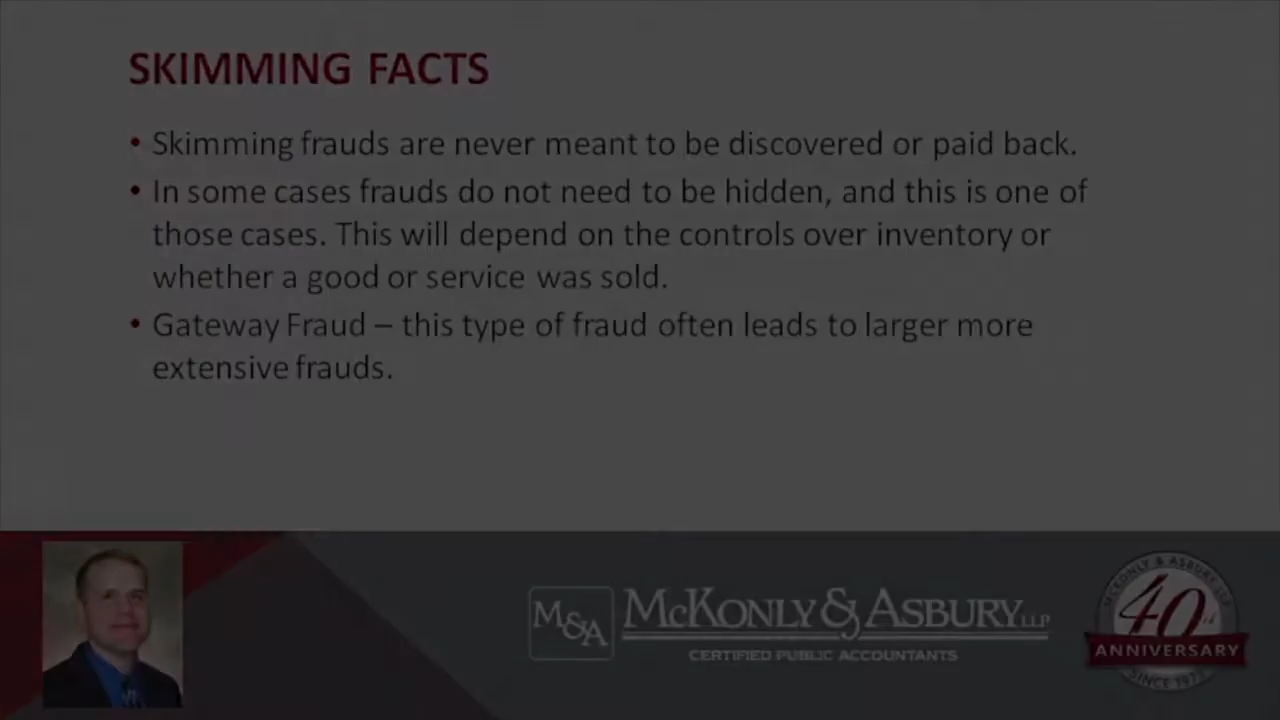 SKIMMING FACTS
• Skimming frauds are never meant to be discovered or paid back.
• In some cases frauds do not need to be hidden, and this is one of
those cases. This will depend on the controls over inventory or
whether a good or service was sold.
• Gateway Fraud – this type of fraud often leads to larger more
extensive frauds.
M&A
McKonly & Asbury LLP
CERTIFIED PUBLIC ACCOUNTANTS
McKONLY & ASBURY LLP
40th
ANNIVERSARY